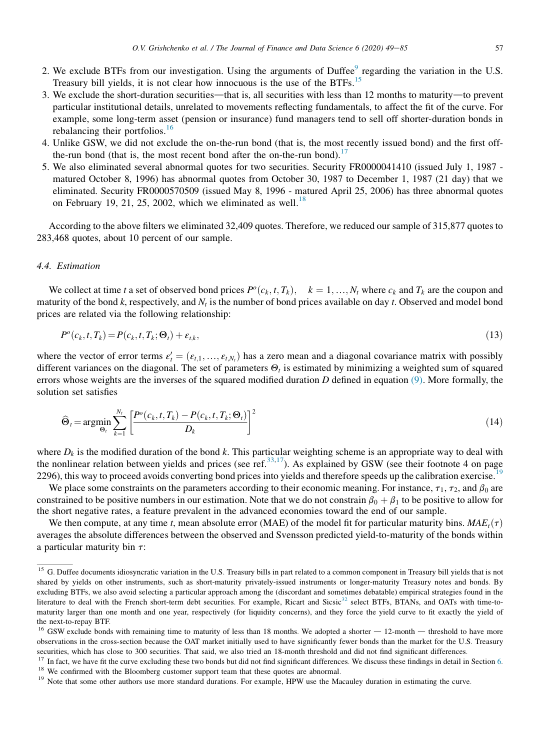 O.V. Grishchenko et al. / The Journal of Finance and Data Science 6 (2020) 49–85 57
2. We exclude BTFs from our investigation. Using the arguments of Duffee9 regarding the variation in the U.S.
Treasury bill yields, it is not clear how innocuous is the use of the BTFs.15
3. We exclude the short-duration securities—that is, all securities with less than 12 months to maturity—to prevent
particular institutional details, unrelated to movements reflecting fundamentals, to affect the fit of the curve. For
example, some long-term asset (pension or insurance) fund managers tend to sell off shorter-duration bonds in
rebalancing their portfolios.16
4. Unlike GSW, we did not exclude the on-the-run bond (that is, the most recently issued bond) and the first off-
the-run bond (that is, the most recent bond after the on-the-run bond).17
5. We also eliminated several abnormal quotes for two securities. Security FR0000041410 (issued July 1, 1987 -
matured October 8, 1996) has abnormal quotes from October 30, 1987 to December 1, 1987 (21 day) that we
eliminated. Security FR0000570509 (issued May 8, 1996 - matured April 25, 2006) has three abnormal quotes
on February 19, 21, 25, 2002, which we eliminated as well.18
According to the above filters we eliminated 32,409 quotes. Therefore, we reduced our sample of 315,877 quotes to
283,468 quotes, about 10 percent of our sample.
4.4. Estimation
We collect at time t a set of observed bond prices P^o(c_k, t, T_k), k = 1, …, N_t where c_k and T_k are the coupon and
maturity of the bond k, respectively, and N_t is the number of bond prices available on day t. Observed and model bond
prices are related via the following relationship:
P^o(c_k, t, T_k) = P(c_k, t, T_k; Θ_t) + ε_{t,k}, (13)
where the vector of error terms ε′_t = (ε_{t,1}, …, ε_{t,N_t}) has a zero mean and a diagonal covariance matrix with possibly
different variances on the diagonal. The set of parameters Θ_t is estimated by minimizing a weighted sum of squared
errors whose weights are the inverses of the squared modified duration D defined in equation (9). More formally, the
solution set satisfies
Θ̂_t = argmin_{Θ_t} ∑_{k=1}^{N_t} [(P^o(c_k, t, T_k) − P(c_k, t, T_k; Θ_t)) / D_k]^2 (14)
where D_k is the modified duration of the bond k. This particular weighting scheme is an appropriate way to deal with
the nonlinear relation between yields and prices (see ref.33,17). As explained by GSW (see their footnote 4 on page
2296), this way to proceed avoids converting bond prices into yields and therefore speeds up the calibration exercise.19
We place some constraints on the parameters according to their economic meaning. For instance, τ1, τ2, and β0 are
constrained to be positive numbers in our estimation. Note that we do not constrain β0 + β1 to be positive to allow for
the short negative rates, a feature prevalent in the advanced economies toward the end of our sample.
We then compute, at any time t, mean absolute error (MAE) of the model fit for particular maturity bins. MAE_t(τ)
averages the absolute differences between the observed and Svensson predicted yield-to-maturity of the bonds within
a particular maturity bin τ:
15 G. Duffee documents idiosyncratic variation in the U.S. Treasury bills in part related to a common component in Treasury bill yields that is not
shared by yields on other instruments, such as short-maturity privately-issued instruments or longer-maturity Treasury notes and bonds. By
excluding BTFs, we also avoid selecting a particular approach among the (discordant and sometimes debatable) empirical strategies found in the
literature to deal with the French short-term debt securities. For example, Ricart and Sicsic32 select BTFs, BTANs, and OATs with time-to-
maturity larger than one month and one year, respectively (for liquidity concerns), and they force the yield curve to fit exactly the yield of
the next-to-repay BTF.
16 GSW exclude bonds with remaining time to maturity of less than 18 months. We adopted a shorter — 12-month — threshold to have more
observations in the cross-section because the OAT market initially used to have significantly fewer bonds than the market for the U.S. Treasury
securities, which has close to 300 securities. That said, we also tried an 18-month threshold and did not find significant differences.
17 In fact, we have fit the curve excluding these two bonds but did not find significant differences. We discuss these findings in detail in Section 6.
18 We confirmed with the Bloomberg customer support team that these quotes are abnormal.
19 Note that some other authors use more standard durations. For example, HPW use the Macauley duration in estimating the curve.